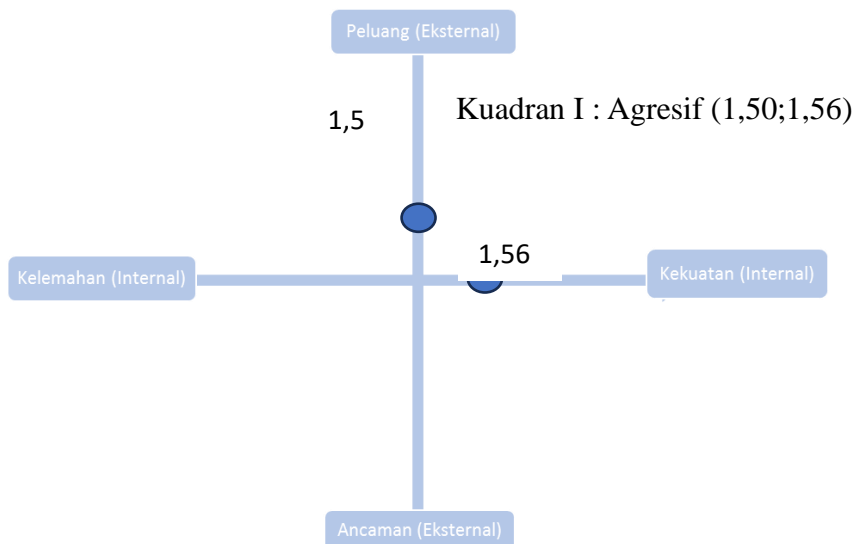 Peluang (Eksternal)
1,5
Kuadran I : Agresif (1,50;1,56)
1,56
Kelemahan (Internal)
Kekuatan (Internal)
Ancaman (Eksternal)